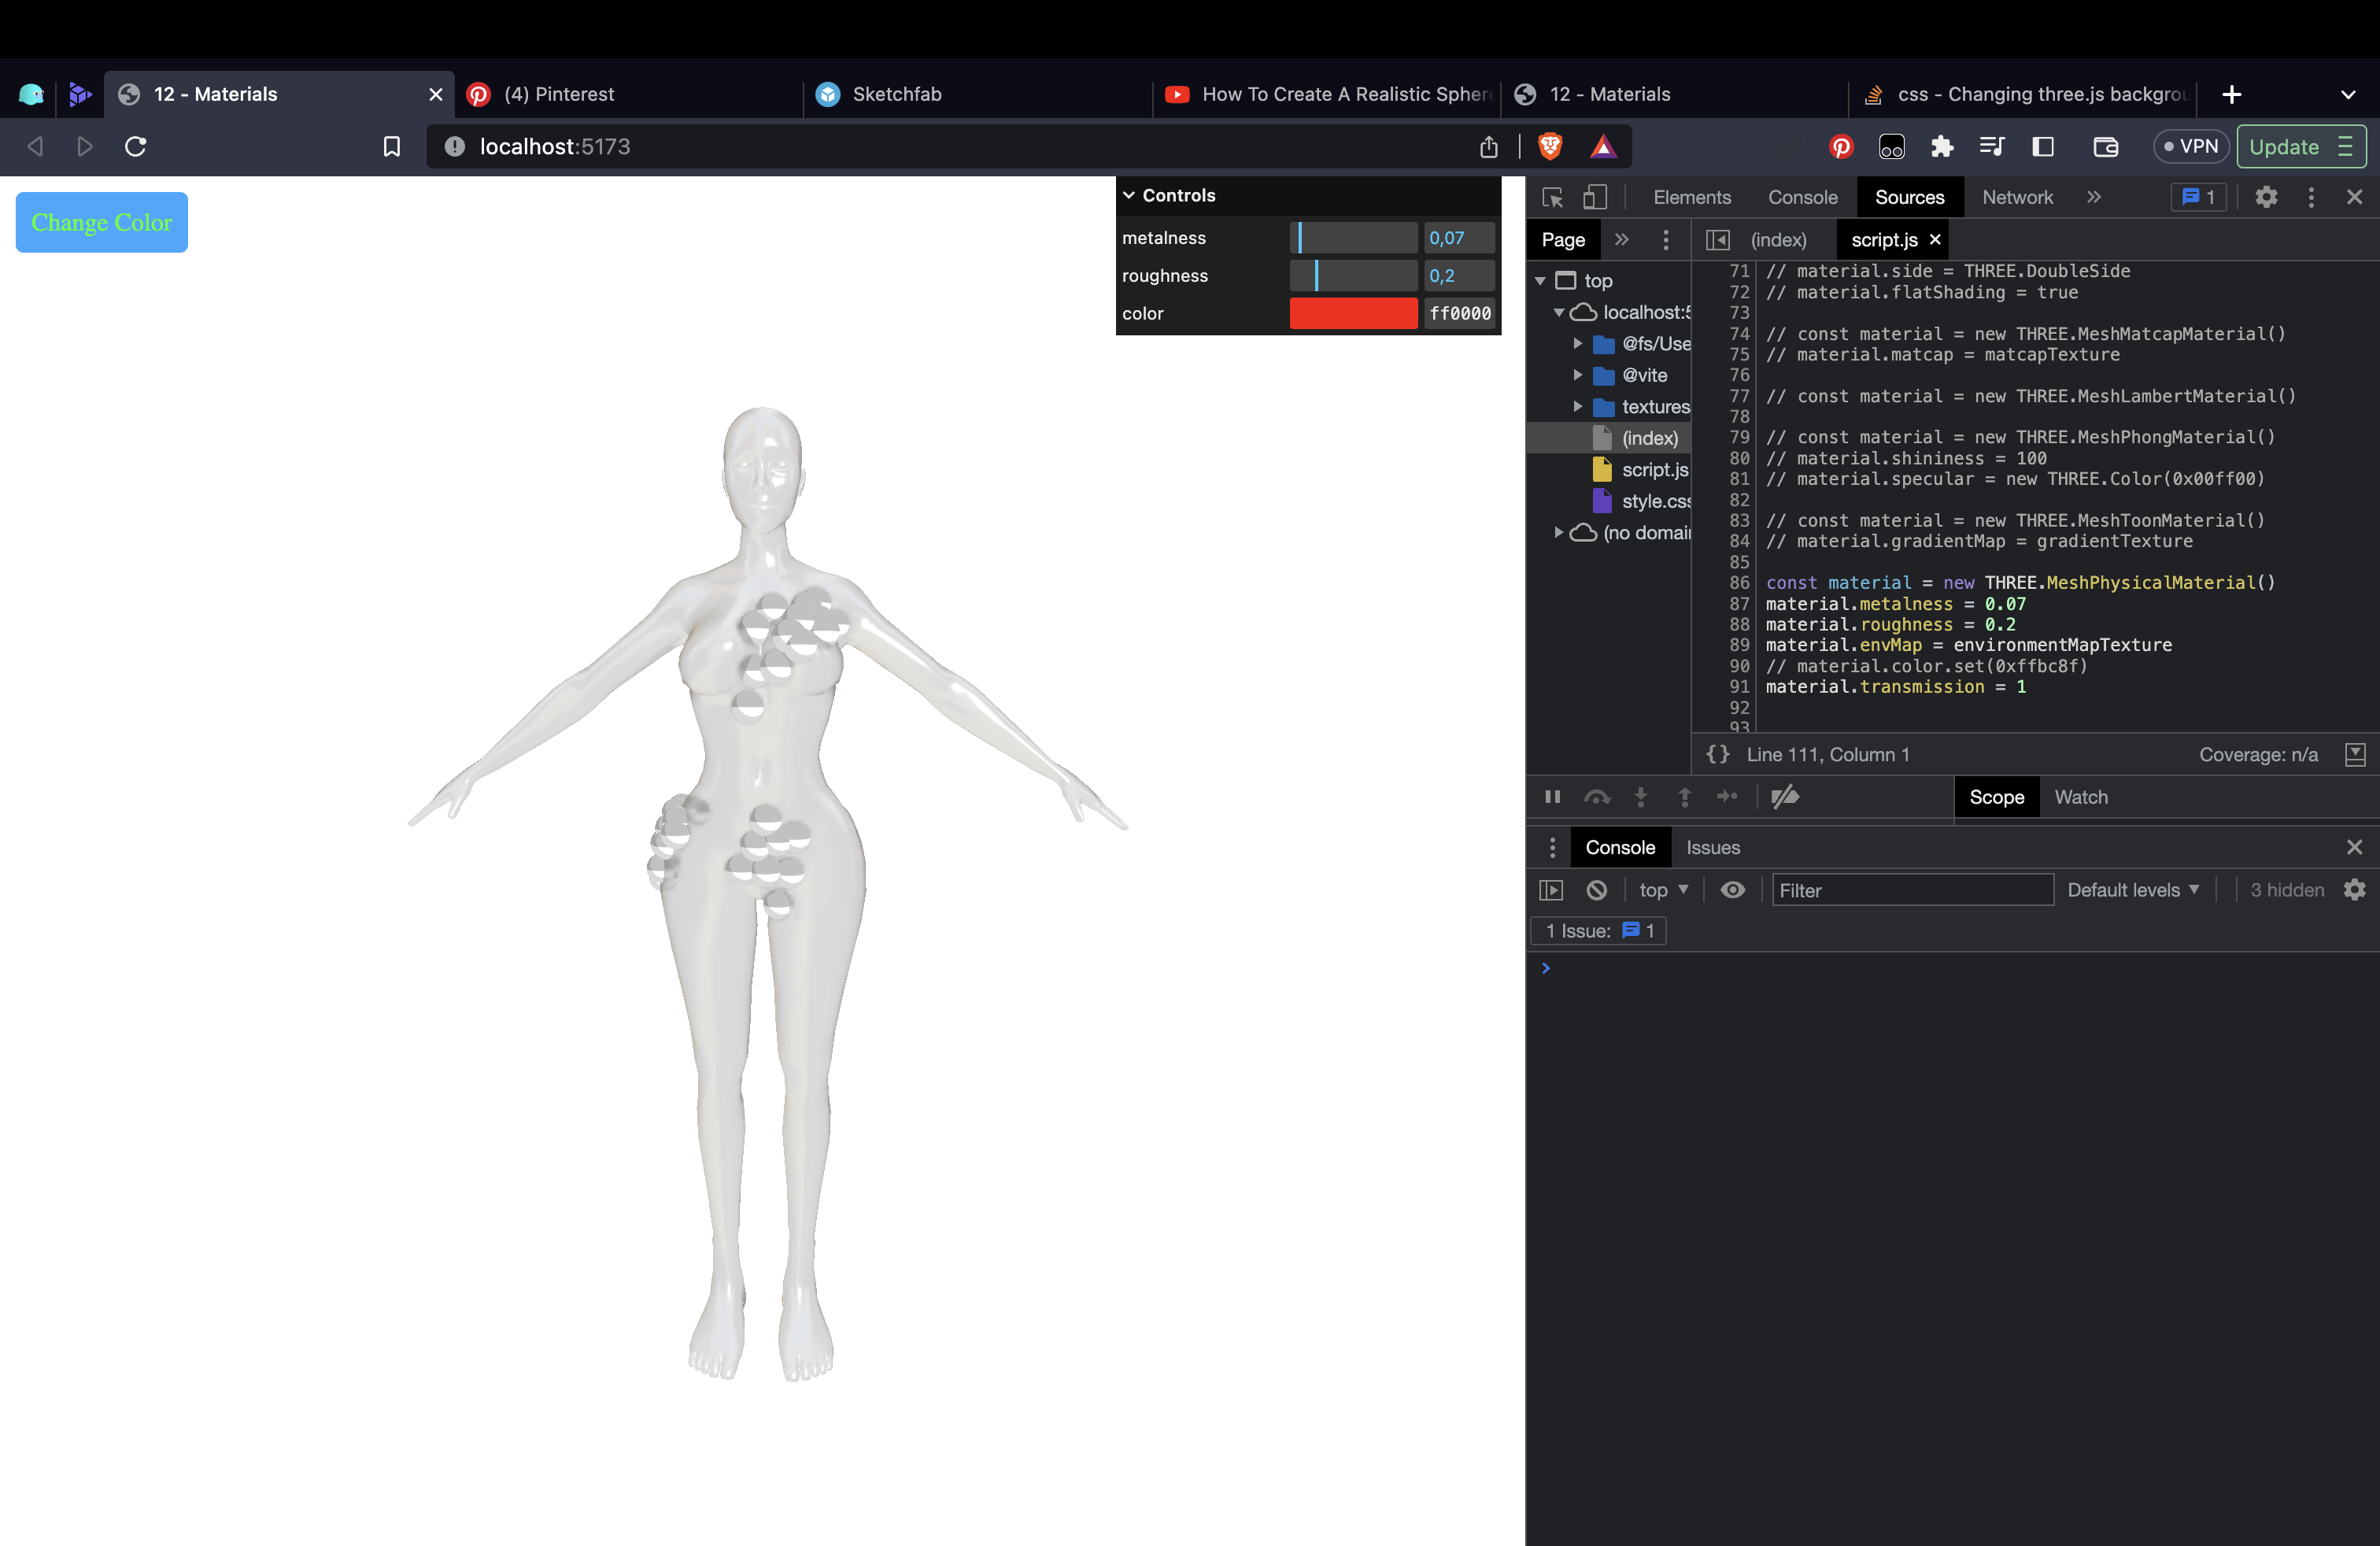 12 - Materials
(4) Pinterest
Sketchfab
How To Create A Realistic Sphere
12 - Materials
css - Changing three.js backgrou
localhost:5173
VPN
Update
Change Color
Controls
metalness 0,07
roughness 0,2
color ff0000
Elements Console Sources Network 1
Page (index) script.js
top
localhost:5
@fs/Use
@vite
textures
(index)
script.js
style.css
(no domai
71 // material.side = THREE.DoubleSide
72 // material.flatShading = true
73
74 // const material = new THREE.MeshMatcapMaterial()
75 // material.matcap = matcapTexture
76
77 // const material = new THREE.MeshLambertMaterial()
78
79 // const material = new THREE.MeshPhongMaterial()
80 // material.shininess = 100
81 // material.specular = new THREE.Color(0x00ff00)
82
83 // const material = new THREE.MeshToonMaterial()
84 // material.gradientMap = gradientTexture
85
86 const material = new THREE.MeshPhysicalMaterial()
87 material.metalness = 0.07
88 material.roughness = 0.2
89 material.envMap = environmentMapTexture
90 // material.color.set(0xffbc8f)
91 material.transmission = 1
92
93
{} Line 111, Column 1 Coverage: n/a
Scope Watch
Console Issues
top Filter Default levels 3 hidden
1 Issue: 1